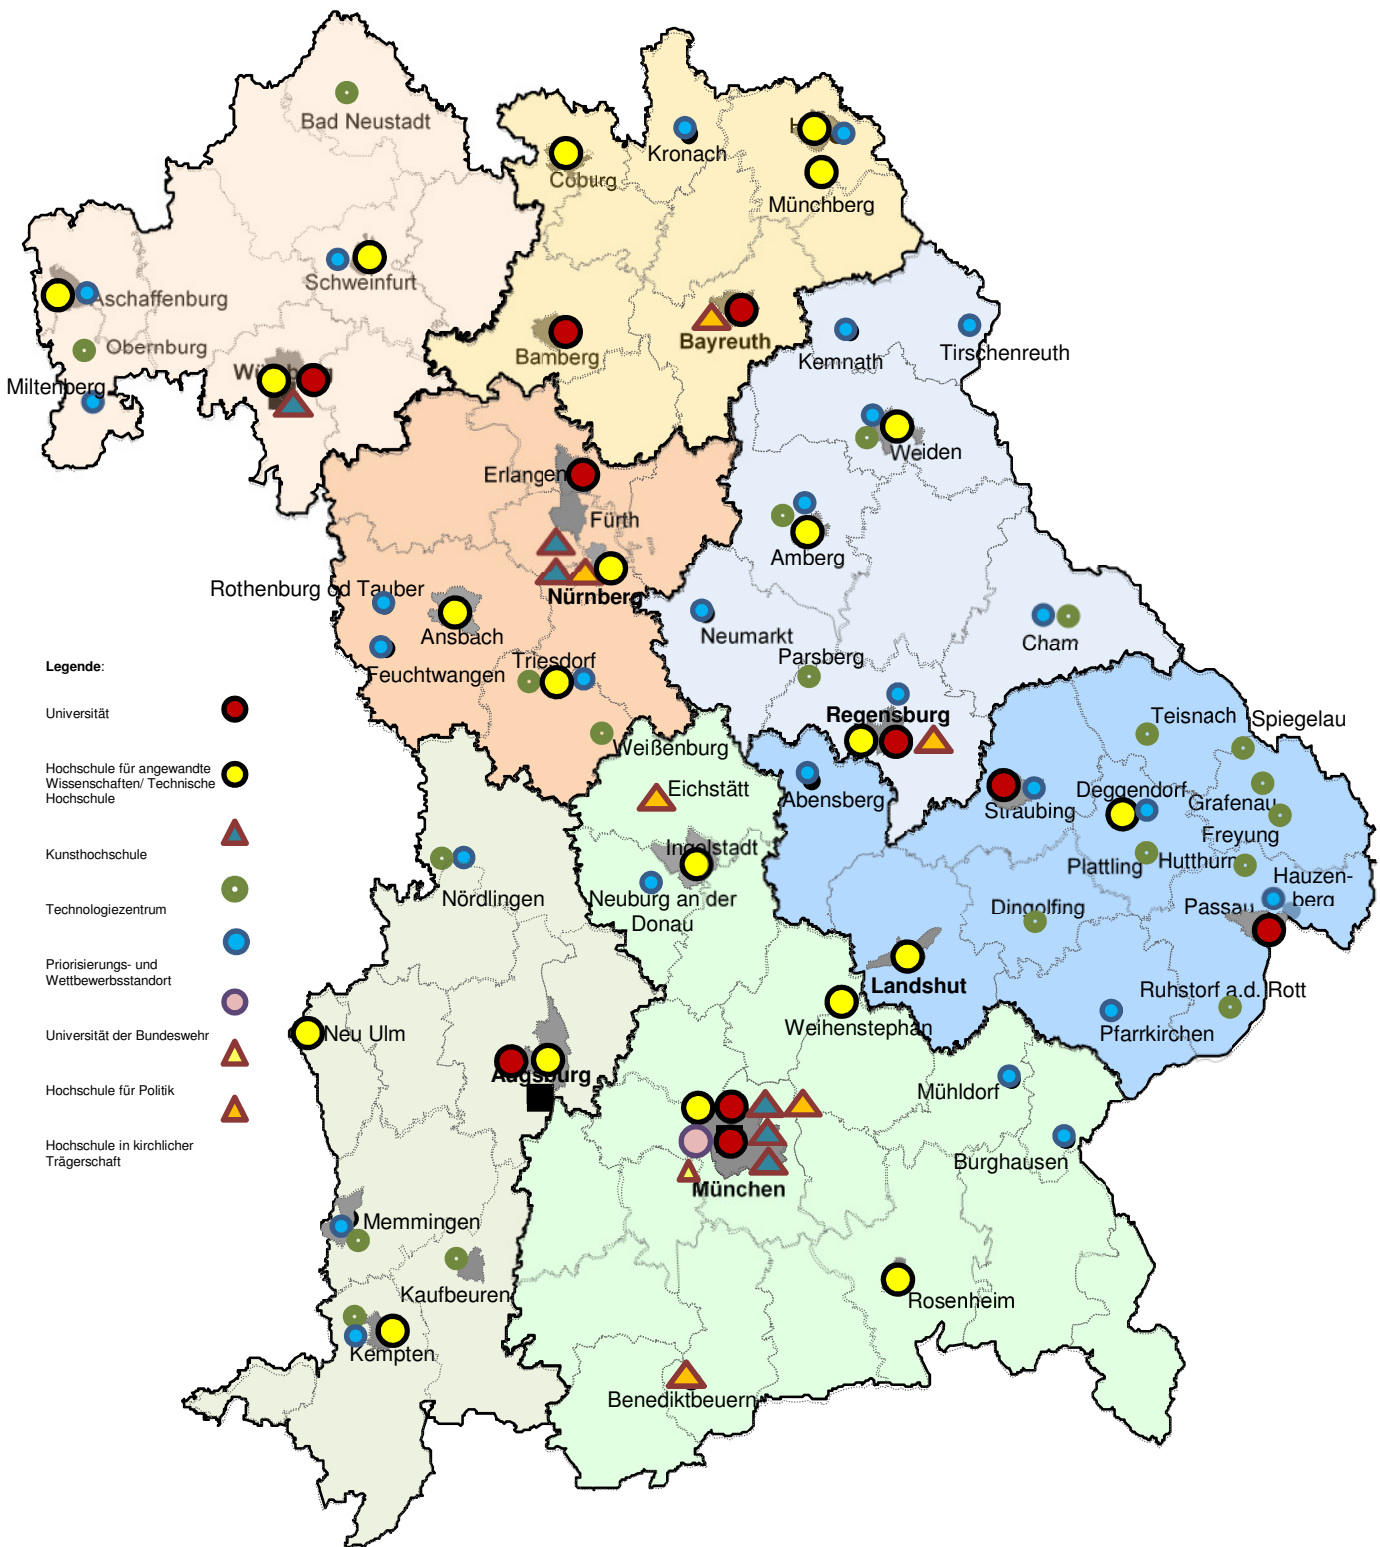 Bad Neustadt
Kronach
Coburg
Münchberg
Schweinfurt
Aschaffenburg
Obernburg
Miltenberg
Bamberg
Bayreuth
Kemnath
Tirschenreuth
Weiden
Erlangen
Fürth
Amberg
Nürnberg
Rothenburg od Tauber
Ansbach
Feuchtwangen
Triesdorf
Neumarkt
Parsberg
Cham
Regensburg
Weißenburg
Eichstätt
Abensberg
Teisnach
Spiegelau
Straubing
Deggendorf
Grafenau
Freyung
Plattling
Hutthurn
Hauzen-
berg
Passau
Dingolfing
Ingolstadt
Neuburg an der
Donau
Nördlingen
Landshut
Ruhstorf a.d. Rott
Pfarrkirchen
Weihenstephan
Neu Ulm
Augsburg
Mühldorf
Burghausen
München
Memmingen
Kaufbeuren
Kempten
Rosenheim
Benediktbeuern
Legende:
Universität
Hochschule für angewandte
Wissenschaften/ Technische
Hochschule
Kunsthochschule
Technologiezentrum
Priorisierungs- und
Wettbewerbsstandort
Universität der Bundeswehr
Hochschule für Politik
Hochschule in kirchlicher
Trägerschaft